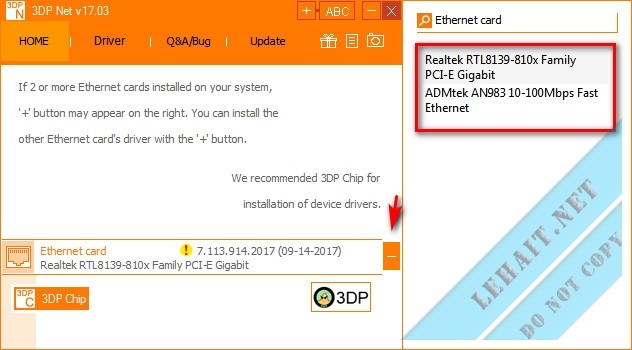 3DP
N
3DP Net v17.03
+
ABC
HOME
Driver
Q&A/Bug
Update
If 2 or more Ethernet cards installed on your system,
'+' button may appear on the right. You can install the
other Ethernet card's driver with the '+' button.
We recommended 3DP Chip for
installation of device drivers.
Ethernet card
7.113.914.2017 (09-14-2017)
Realtek RTL8139-810x Family PCI-E Gigabit
3DP
C
3DP Chip
3DP
Ethernet card
Realtek RTL8139-810x Family
PCI-E Gigabit
ADMtek AN983 10-100Mbps Fast
Ethernet
LEHAIT.NET
DO NOT COPY